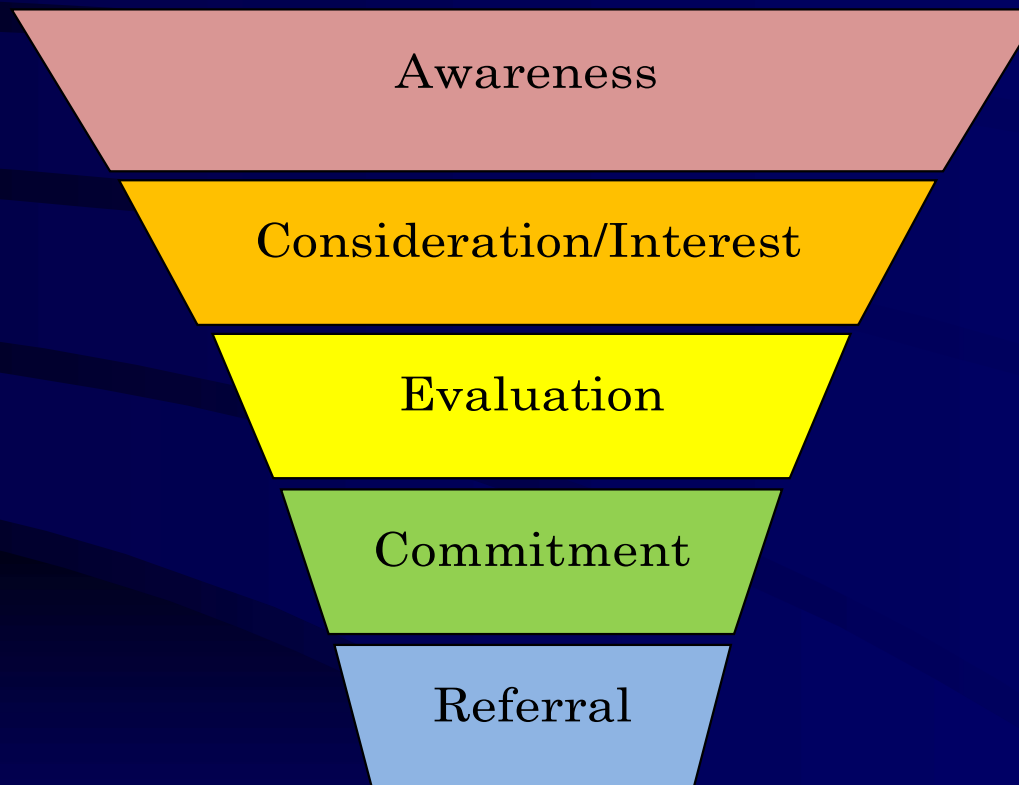 Awareness
Consideration/Interest
Evaluation
Commitment
Referral